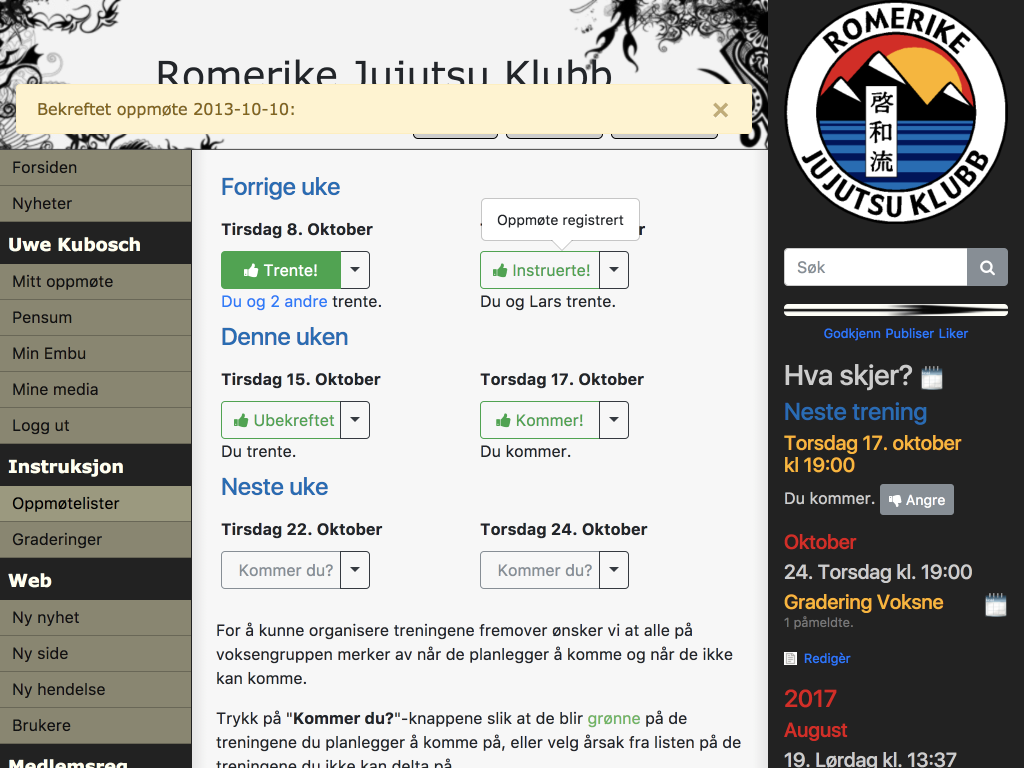 Romerike Jujutsu Klubb
Bekreftet oppmøte 2013-10-10:
×
Forsiden
Nyheter
Uwe Kubosch
Mitt oppmøte
Pensum
Min Embu
Mine media
Logg ut
Instruksjon
Oppmøtelister
Graderinger
Web
Ny nyhet
Ny side
Ny hendelse
Brukere
Medlemsreg
Forrige uke
Tirsdag 8. Oktober
Oppmøte registrert
Trente!
Instruerte!
Du og 2 andre trente.
Du og Lars trente.
Denne uken
Tirsdag 15. Oktober
Torsdag 17. Oktober
Ubekreftet
Kommer!
Du trente.
Du kommer.
Neste uke
Tirsdag 22. Oktober
Torsdag 24. Oktober
Kommer du?
Kommer du?
For å kunne organisere treningene fremover ønsker vi at alle på
voksengruppen merker av når de planlegger å komme og når de ikke
kan komme.
Trykk på "Kommer du?"-knappene slik at de blir grønne på de
treningene du planlegger å komme på, eller velg årsak fra listen på de
treningene du ikke kan delta på.
ROMERIKE
啓和流
JUJUTSU KLUBB
Søk
Godkjenn Publiser Liker
Hva skjer?
Neste trening
Torsdag 17. oktober
kl 19:00
Du kommer. Angre
Oktober
24. Torsdag kl. 19:00
Gradering Voksne
1 påmeldte.
Redigèr
2017
August
19. Lørdag kl. 13:37